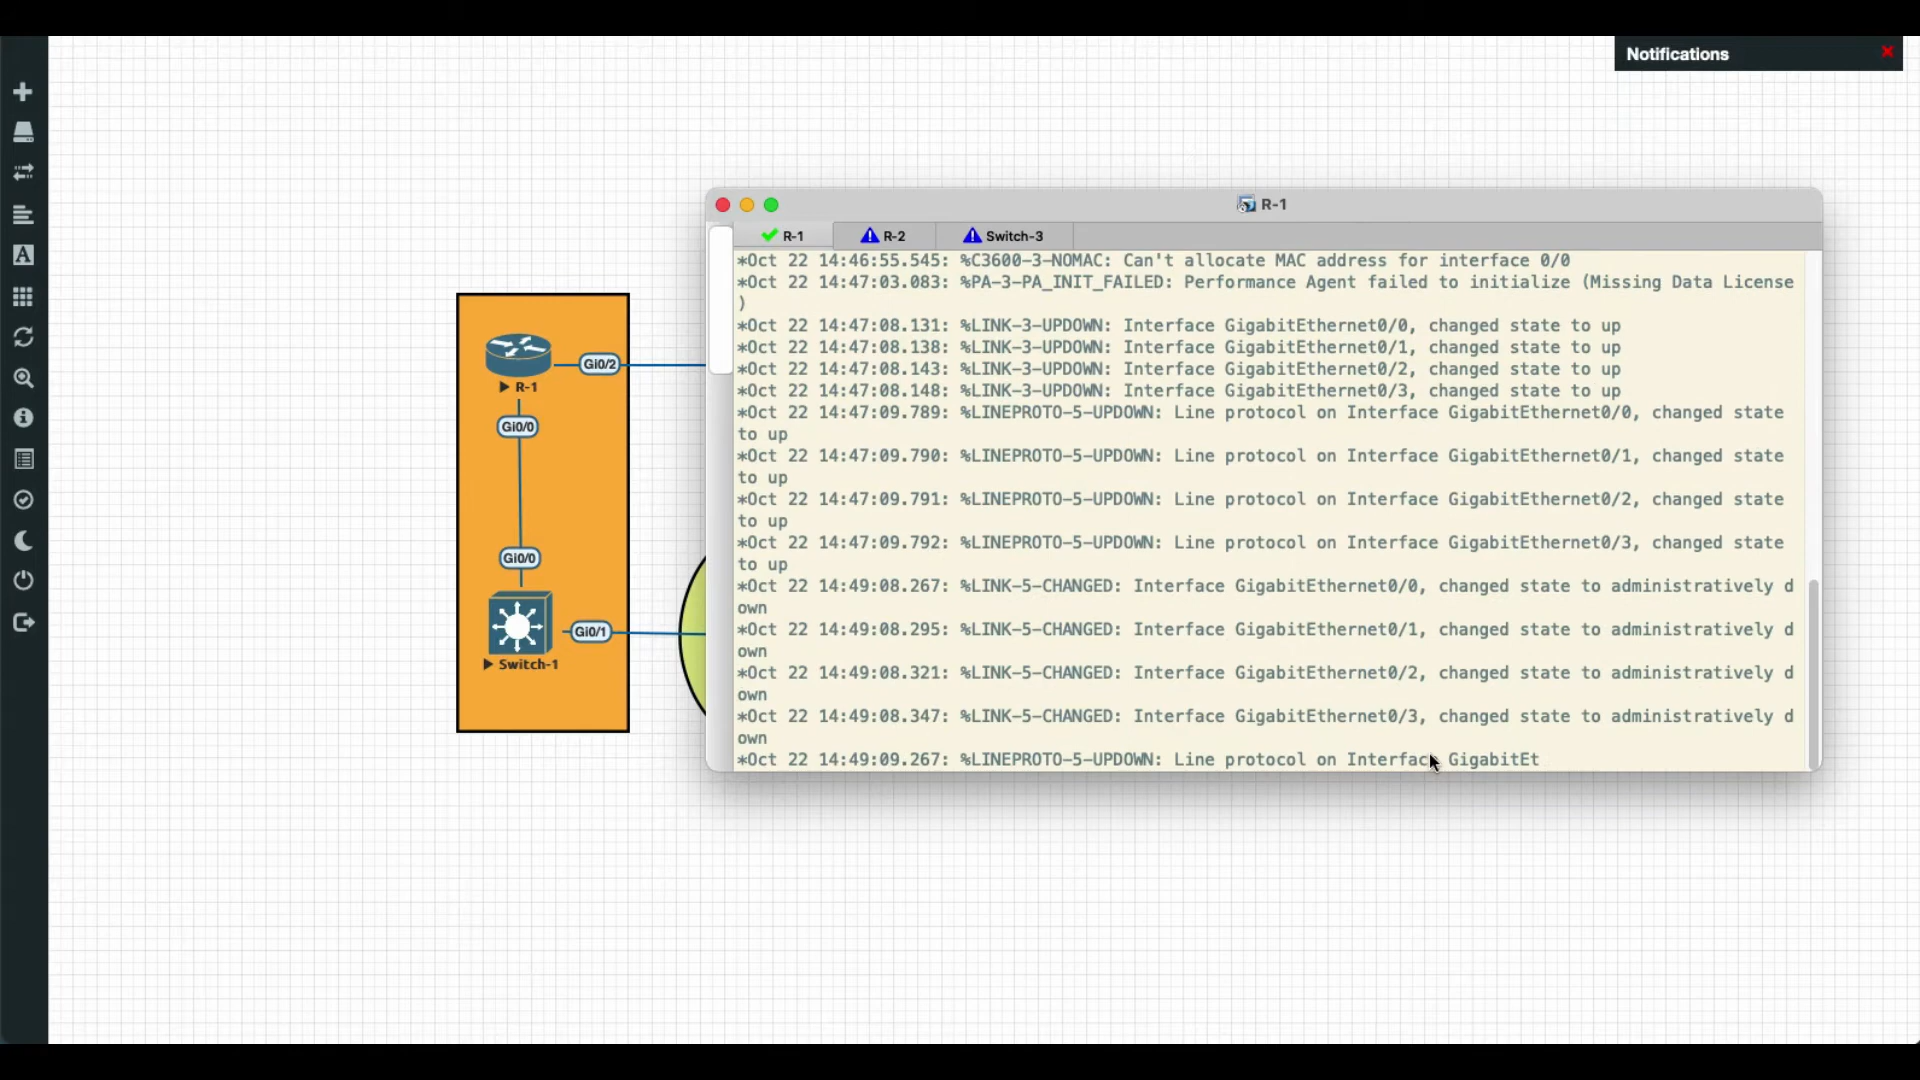 Notifications
R-1
R-1
R-2
Switch-3
*Oct 22 14:46:55.545: %C3600-3-NOMAC: Can't allocate MAC address for interface 0/0
*Oct 22 14:47:03.083: %PA-3-PA_INIT_FAILED: Performance Agent failed to initialize (Missing Data License
)
*Oct 22 14:47:08.131: %LINK-3-UPDOWN: Interface GigabitEthernet0/0, changed state to up
*Oct 22 14:47:08.138: %LINK-3-UPDOWN: Interface GigabitEthernet0/1, changed state to up
*Oct 22 14:47:08.143: %LINK-3-UPDOWN: Interface GigabitEthernet0/2, changed state to up
*Oct 22 14:47:08.148: %LINK-3-UPDOWN: Interface GigabitEthernet0/3, changed state to up
*Oct 22 14:47:09.789: %LINEPROTO-5-UPDOWN: Line protocol on Interface GigabitEthernet0/0, changed state
to up
*Oct 22 14:47:09.790: %LINEPROTO-5-UPDOWN: Line protocol on Interface GigabitEthernet0/1, changed state
to up
*Oct 22 14:47:09.791: %LINEPROTO-5-UPDOWN: Line protocol on Interface GigabitEthernet0/2, changed state
to up
*Oct 22 14:47:09.792: %LINEPROTO-5-UPDOWN: Line protocol on Interface GigabitEthernet0/3, changed state
to up
*Oct 22 14:49:08.267: %LINK-5-CHANGED: Interface GigabitEthernet0/0, changed state to administratively d
own
*Oct 22 14:49:08.295: %LINK-5-CHANGED: Interface GigabitEthernet0/1, changed state to administratively d
own
*Oct 22 14:49:08.321: %LINK-5-CHANGED: Interface GigabitEthernet0/2, changed state to administratively d
own
*Oct 22 14:49:08.347: %LINK-5-CHANGED: Interface GigabitEthernet0/3, changed state to administratively d
own
*Oct 22 14:49:09.267: %LINEPROTO-5-UPDOWN: Line protocol on Interface GigabitEt
Gi0/2
R-1
Gi0/0
Gi0/0
Gi0/1
Switch-1